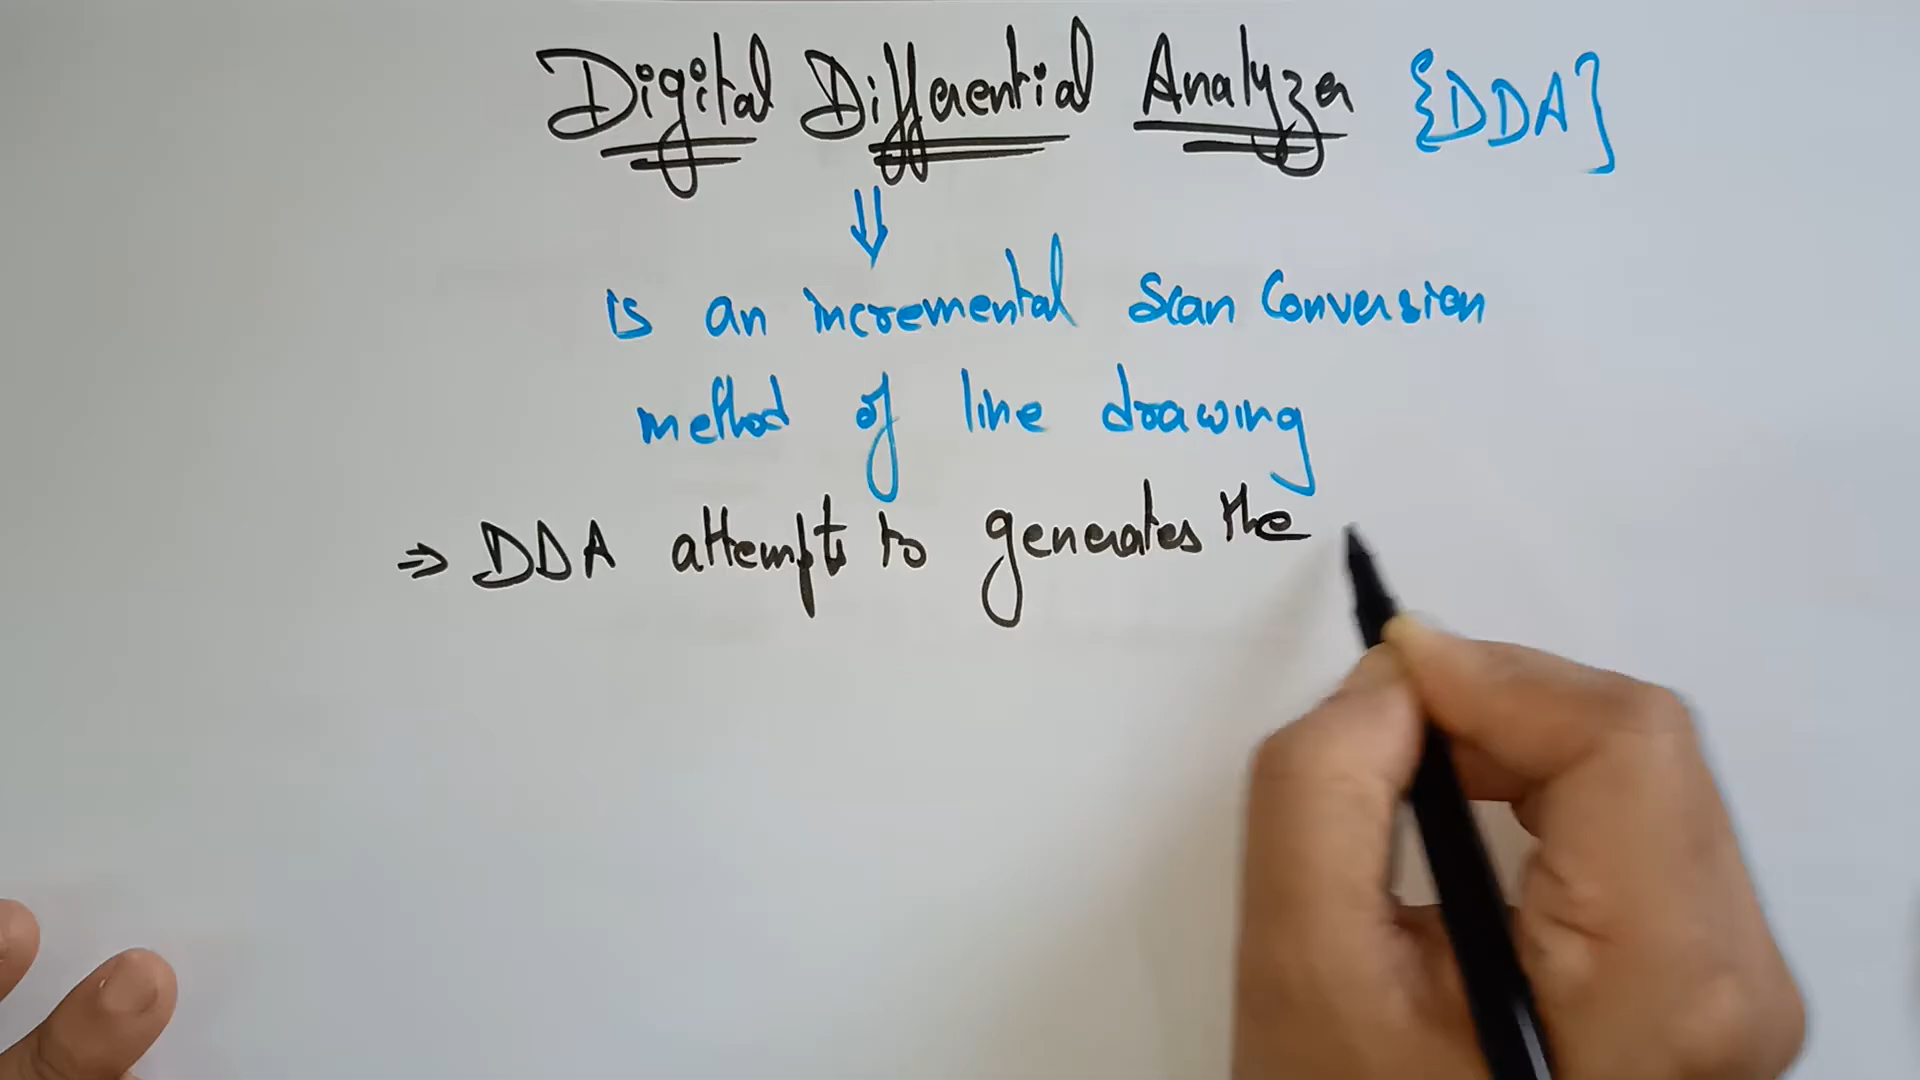 Digital Differential Analyzer {DDA}
⇓
is an incremental Scan Conversion
method of line drawing
⇒ DDA attempts to generates the